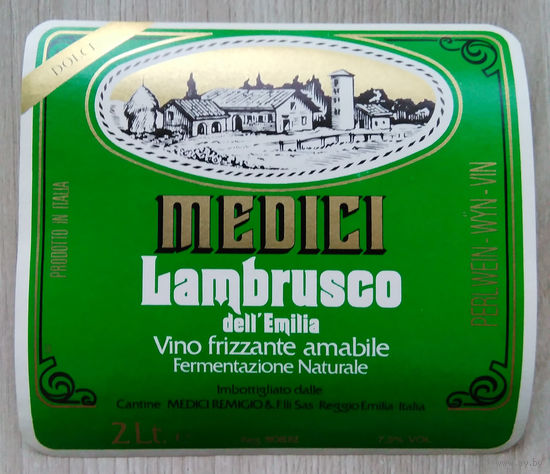 DOLCE
PRODOTTO IN ITALIA
PERLWEIN - WŸN - VIN
MEDICI
Lambrusco
dell'Emilia
Vino frizzante amabile
Fermentazione Naturale
Imbottigliato dalle
Cantine MEDICI REMIGIO & F.lli Sas - Reggio Emilia - Italia
2 Lt. 7,5% VOL.